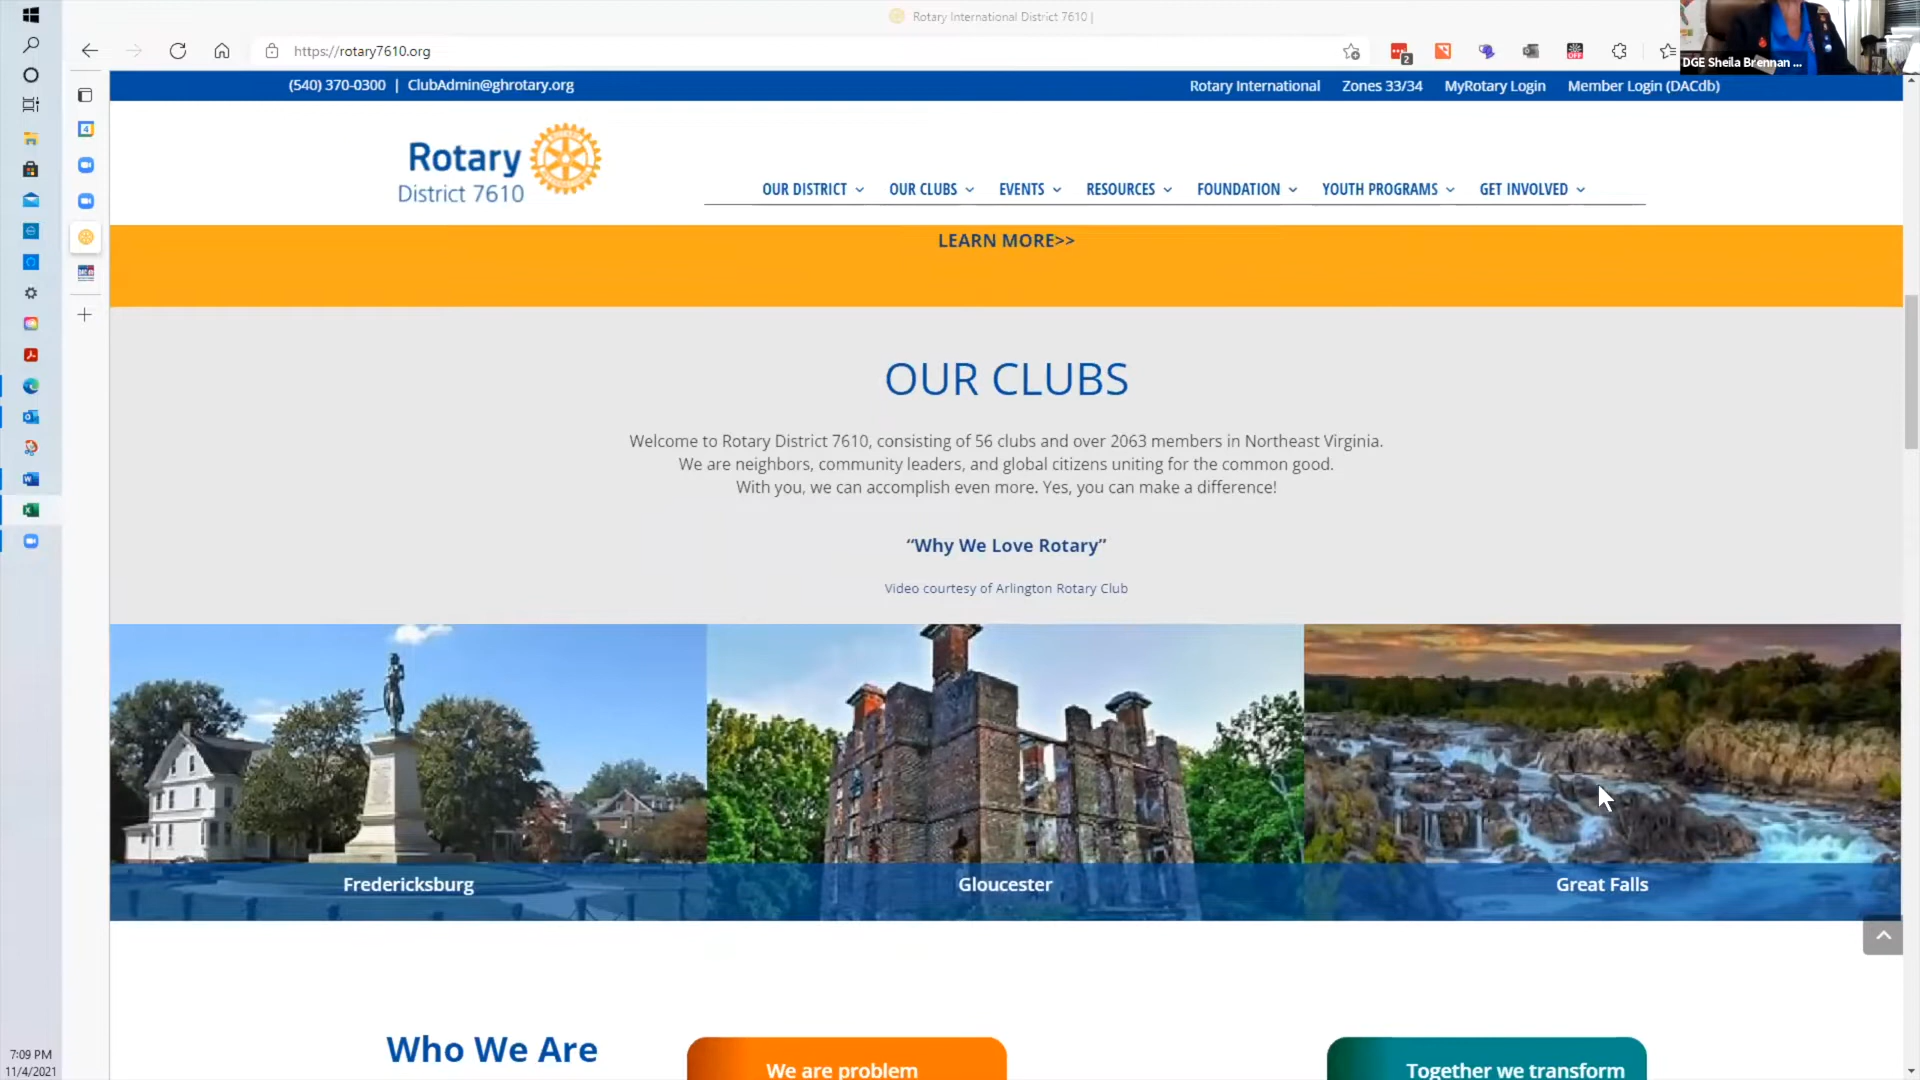 Rotary International District 7610 |
https://rotary7610.org
2
DGE Sheila Brennan ...
(540) 370-0300 | ClubAdmin@ghrotary.org
Rotary International Zones 33/34 MyRotary Login Member Login (DACdb)
4
Rotary
District 7610
OUR DISTRICT OUR CLUBS EVENTS RESOURCES FOUNDATION YOUTH PROGRAMS GET INVOLVED
LEARN MORE>>
OUR CLUBS
Welcome to Rotary District 7610, consisting of 56 clubs and over 2063 members in Northeast Virginia.
We are neighbors, community leaders, and global citizens uniting for the common good.
With you, we can accomplish even more. Yes, you can make a difference!
“Why We Love Rotary”
Video courtesy of Arlington Rotary Club
Fredericksburg
Gloucester
Great Falls
Who We Are
We are problem
Together we transform
7:09 PM
11/4/2021